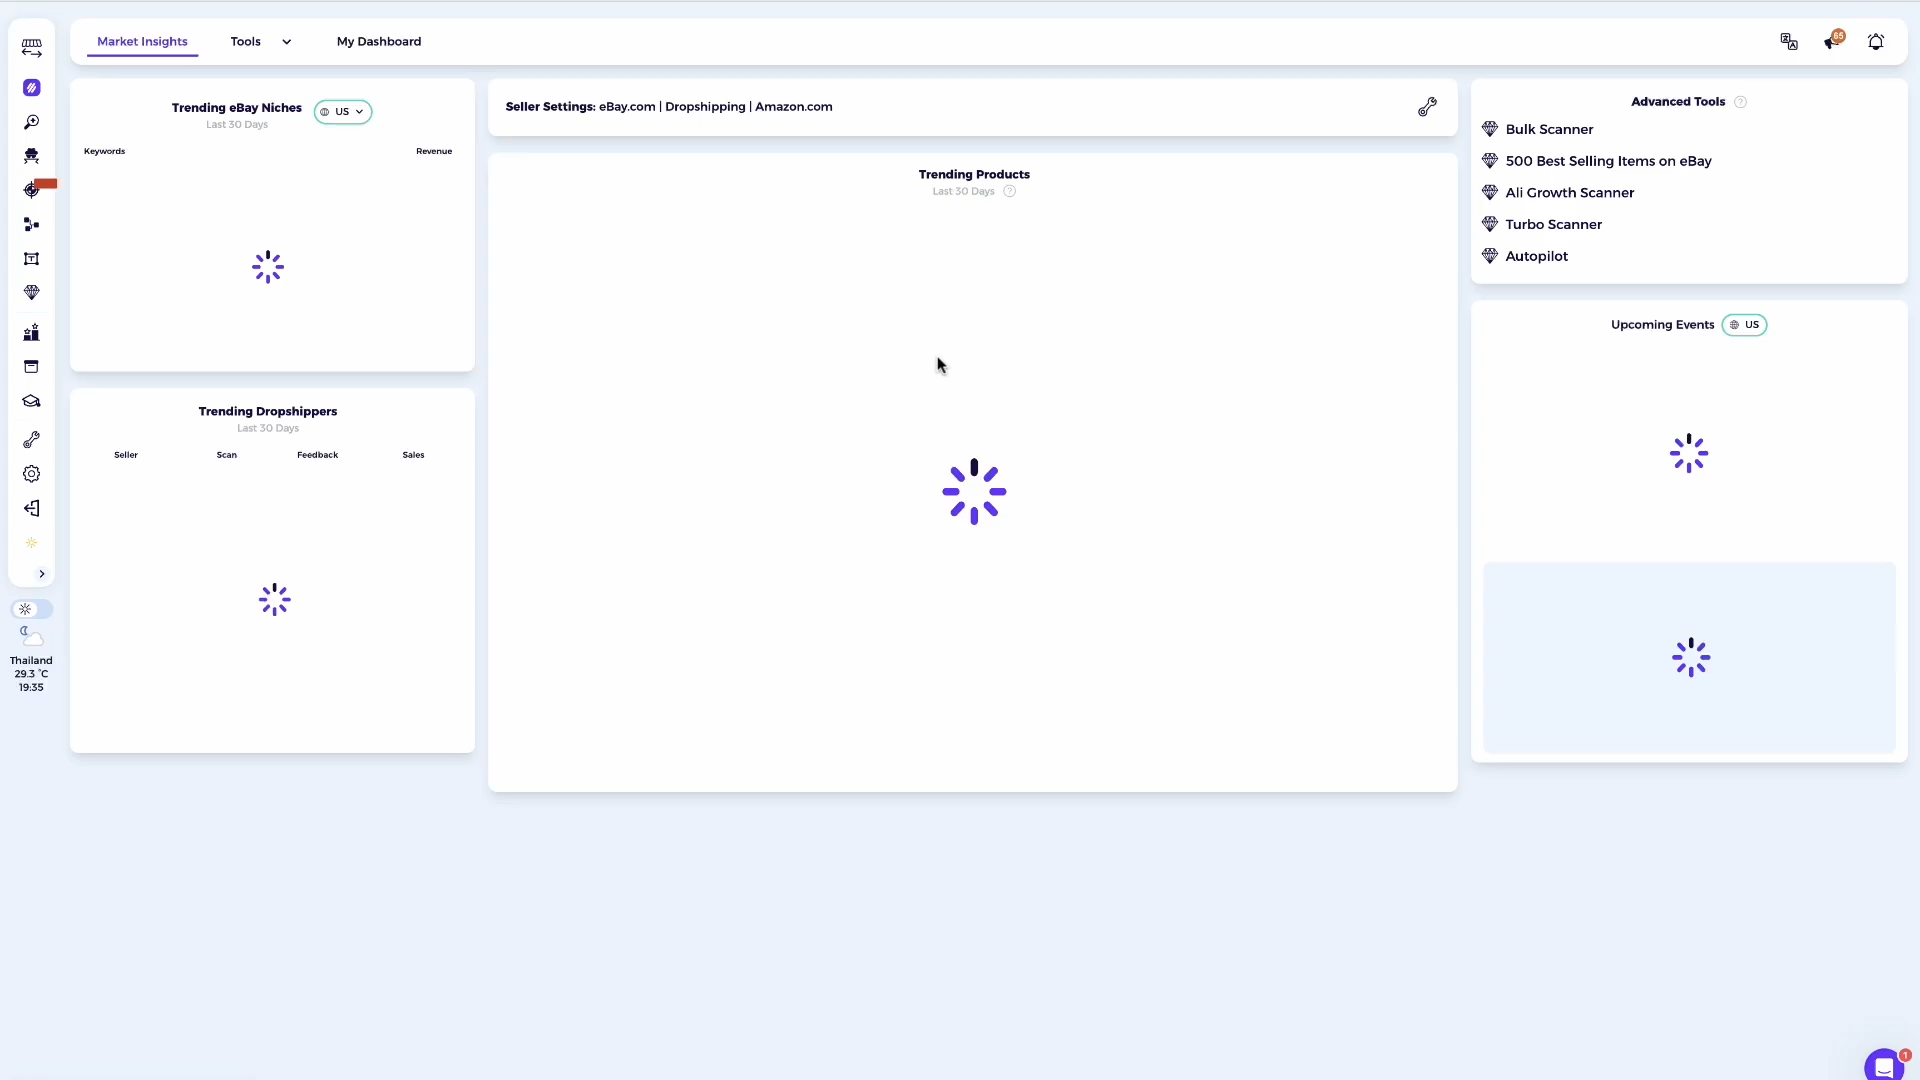 Market Insights
Tools
My Dashboard
65
Trending eBay Niches
US
Last 30 Days
Keywords
Revenue
Trending Dropshippers
Last 30 Days
Seller
Scan
Feedback
Sales
Seller Settings: eBay.com | Dropshipping | Amazon.com
Trending Products
Last 30 Days ?
Advanced Tools ?
Bulk Scanner
500 Best Selling Items on eBay
Ali Growth Scanner
Turbo Scanner
Autopilot
Upcoming Events
US
Thailand
29.3 °C
19:35
1